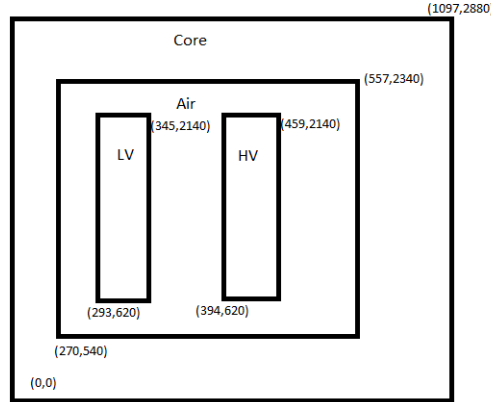 (1097,2880)
Core
(557,2340)
Air
(345,2140)
(459,2140)
LV
HV
(293,620)
(394,620)
(270,540)
(0,0)